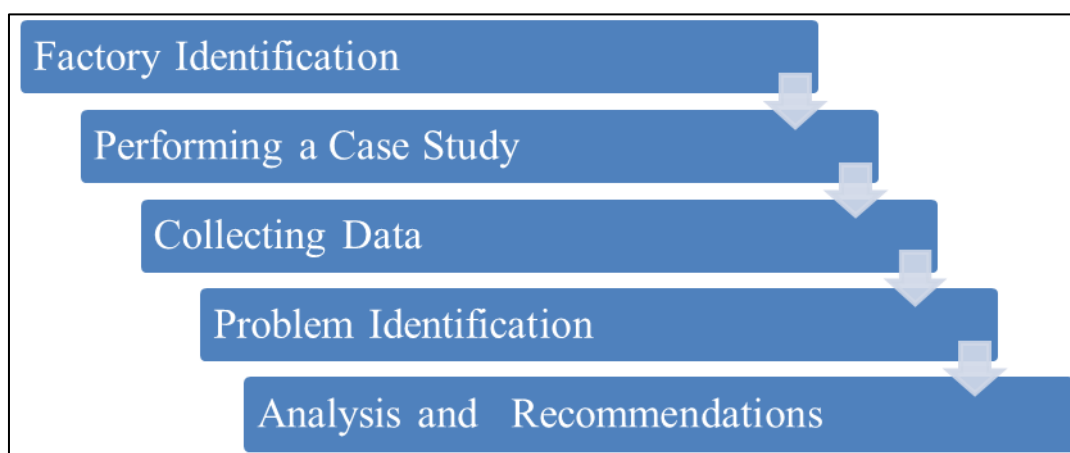 Factory Identification
Performing a Case Study
Collecting Data
Problem Identification
Analysis and Recommendations